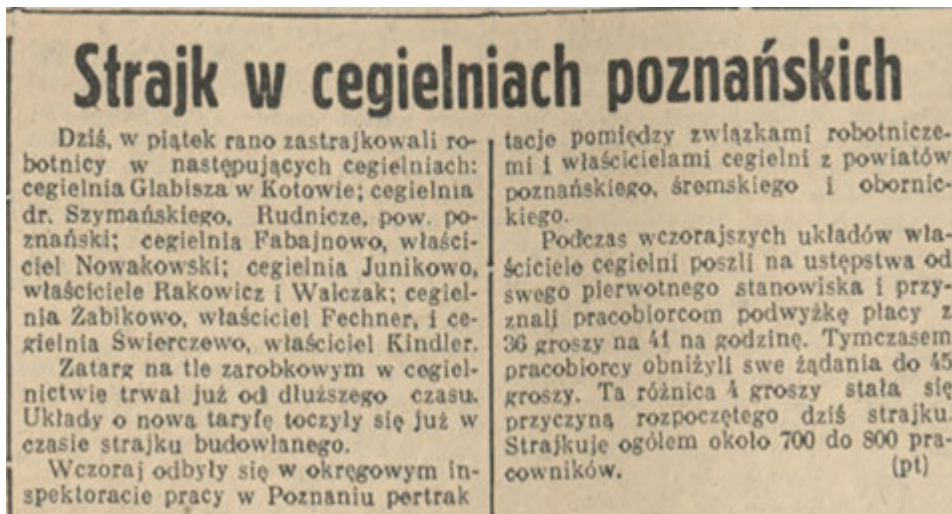 Strajk w cegielniach poznańskich
Dziś, w piątek rano zastrajkowali ro-
botnicy w następujących cegielniach:
cegielnia Glabisza w Kotowie; cegielnia
dr. Szymańskiego, Rudnicze, pow. po-
znański; cegielnia Fabajnowo, właści-
ciel Nowakowski; cegielnia Junikowo,
właściciele Rakowicz i Walczak; cegiel-
nia Żabikowo, właściciel Fechner, i ce-
gielnia Świerczewo, właściciel Kindler.
Zatarg na tle zarobkowym w cegiel-
nictwie trwał już od dłuższego czasu.
Układy o nową taryfę toczyły się już w
czasie strajku budowlanego.
Wczoraj odbyły się w okręgowym in-
spektoracie pracy w Poznaniu pertrak
tacje pomiędzy związkami robotnicze-
mi i właścicielami cegielni z powiatów
poznańskiego, śremskiego i obornic-
kiego.
Podczas wczorajszych układów wła-
ściciele cegielni poszli na ustępstwa od
swego pierwotnego stanowiska i przy-
znali pracobiorcom podwyżkę płacy z
36 groszy na 41 na godzinę. Tymczasem
pracobiorcy obniżyli swe żądania do 45
groszy. Ta różnica 4 groszy stała się
przyczyną rozpoczętego dziś strajku.
Strajkuje ogółem około 700 do 800 pra-
cowników. (pt)